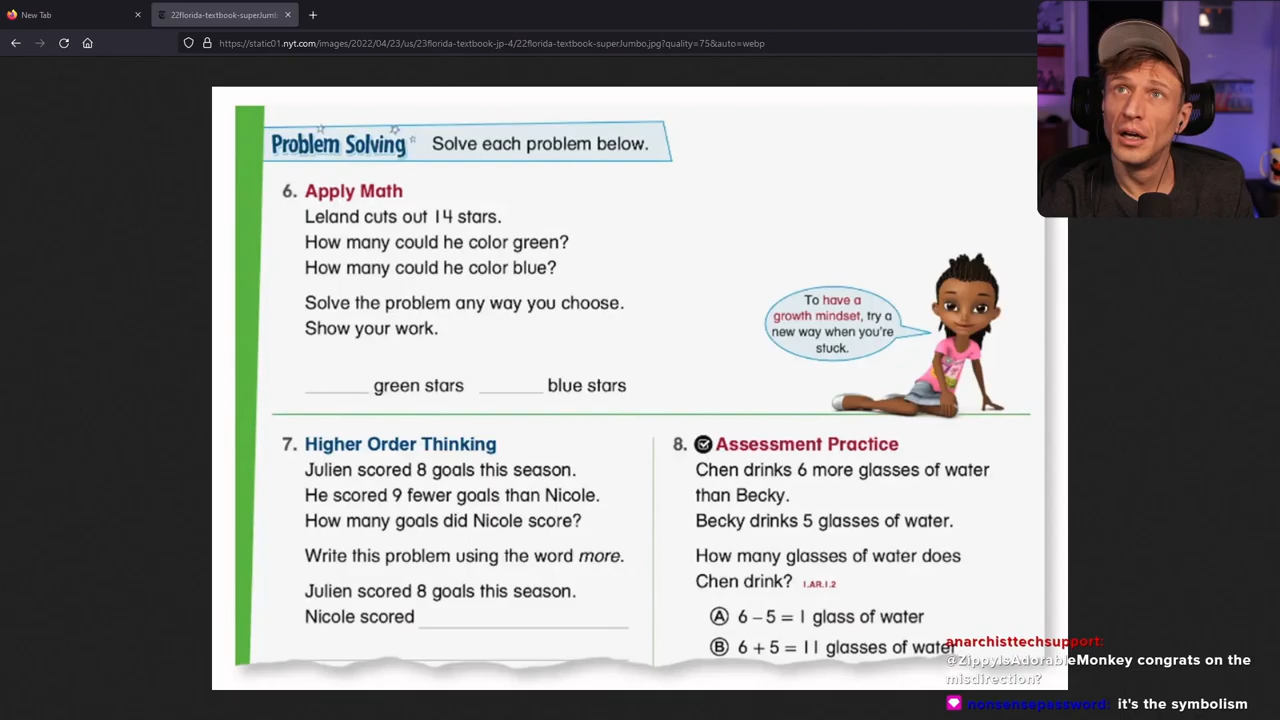 New Tab
22florida-textbook-superJumb
https://static01.nyt.com/images/2022/04/23/us/23florida-textbook-jp-4/22florida-textbook-superJumbo.jpg?quality=75&auto=webp
Problem Solving Solve each problem below.
6. Apply Math
Leland cuts out 14 stars.
How many could he color green?
How many could he color blue?
Solve the problem any way you choose.
Show your work.
______ green stars ______ blue stars
To have a
growth mindset, try a
new way when you're
stuck.
7. Higher Order Thinking
Julien scored 8 goals this season.
He scored 9 fewer goals than Nicole.
How many goals did Nicole score?
Write this problem using the word more.
Julien scored 8 goals this season.
Nicole scored ____________________
8. Assessment Practice
Chen drinks 6 more glasses of water
than Becky.
Becky drinks 5 glasses of water.
How many glasses of water does
Chen drink? 1.AR.1.2
A 6 – 5 = 1 glass of water
B 6 + 5 = 11 glasses of water
anarchisttechsupport:
@ZippyIsAdorableMonkey congrats on the
misdirection?
nonsensepassword: it's the symbolism